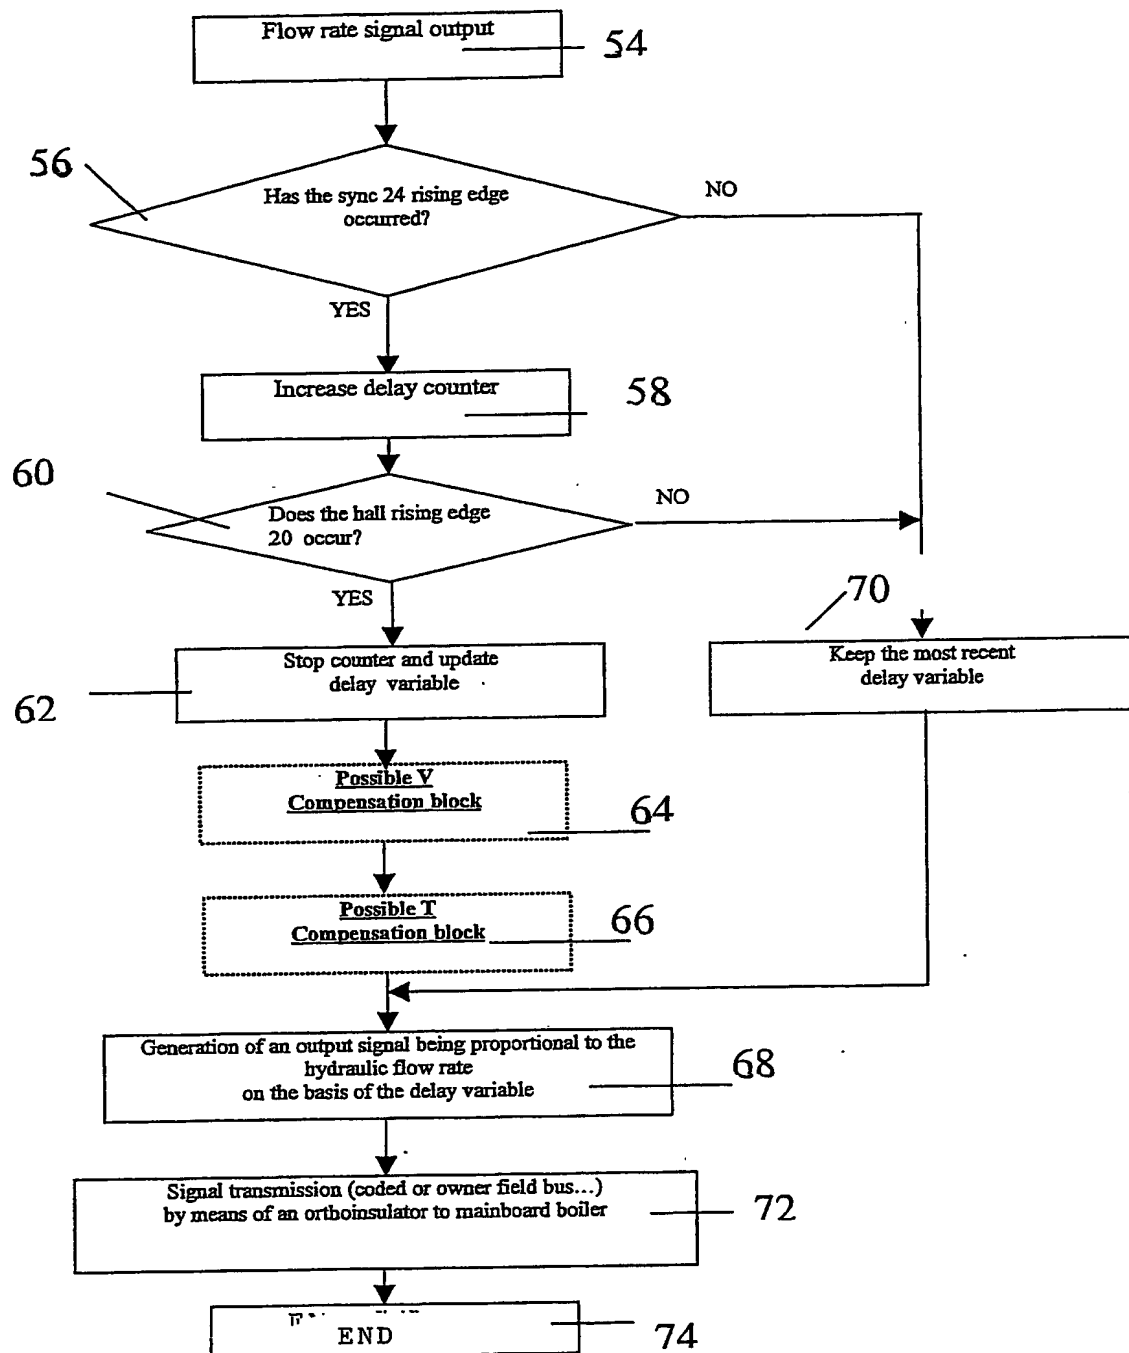 Flow rate signal output
54
56
Has the sync 24 rising edge
occurred?
NO
YES
Increase delay counter
58
60
Does the hall rising edge
20 occur?
NO
YES
70
Stop counter and update
delay variable
62
Keep the most recent
delay variable
Possible V
Compensation block
64
Possible T
Compensation block
66
Generation of an output signal being proportional to the
hydraulic flow rate
on the basis of the delay variable
68
Signal transmission (coded or owner field bus...)
by means of an orthoinsulator to mainboard boiler
72
END
74